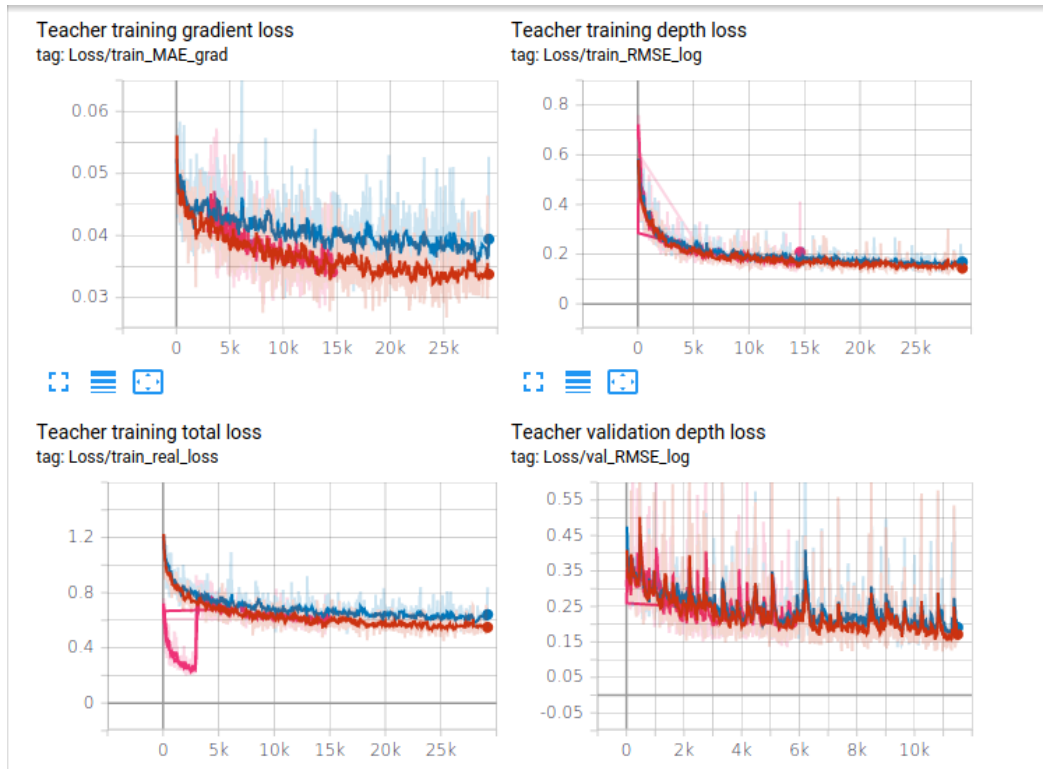 Teacher training gradient loss
tag: Loss/train_MAE_grad
0.06
0.05
0.04
0.03
0 5k 10k 15k 20k 25k
Teacher training depth loss
tag: Loss/train_RMSE_log
0.8
0.6
0.4
0.2
0
0 5k 10k 15k 20k 25k
Teacher training total loss
tag: Loss/train_real_loss
1.2
0.8
0.4
0
0 5k 10k 15k 20k 25k
Teacher validation depth loss
tag: Loss/val_RMSE_log
0.55
0.45
0.35
0.25
0.15
0.05
-0.05
0 2k 4k 6k 8k 10k